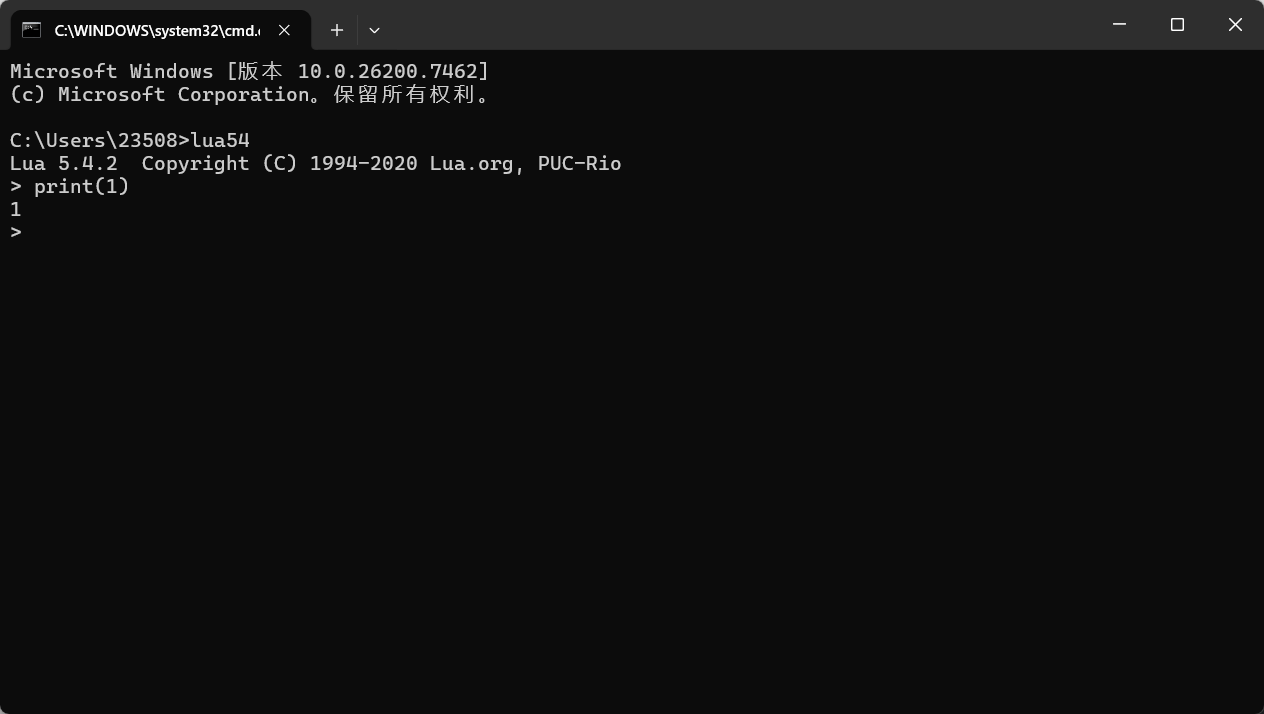 C:\WINDOWS\system32\cmd.
Microsoft Windows [版本 10.0.26200.7462]
(c) Microsoft Corporation。保留所有权利。
C:\Users\23508>lua54
Lua 5.4.2  Copyright (C) 1994-2020 Lua.org, PUC-Rio
> print(1)
1
>